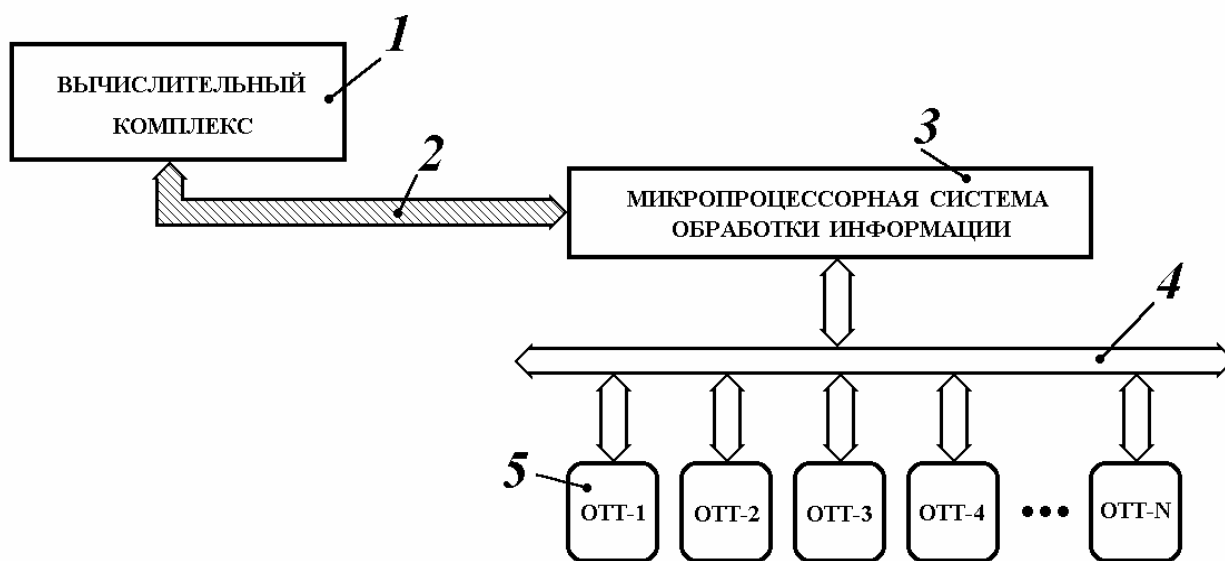 1
ВЫЧИСЛИТЕЛЬНЫЙ
КОМПЛЕКС
2
3
МИКРОПРОЦЕССОРНАЯ СИСТЕМА
ОБРАБОТКИ ИНФОРМАЦИИ
4
5
ОТТ-1 ОТТ-2 ОТТ-3 ОТТ-4 ••• ОТТ-N